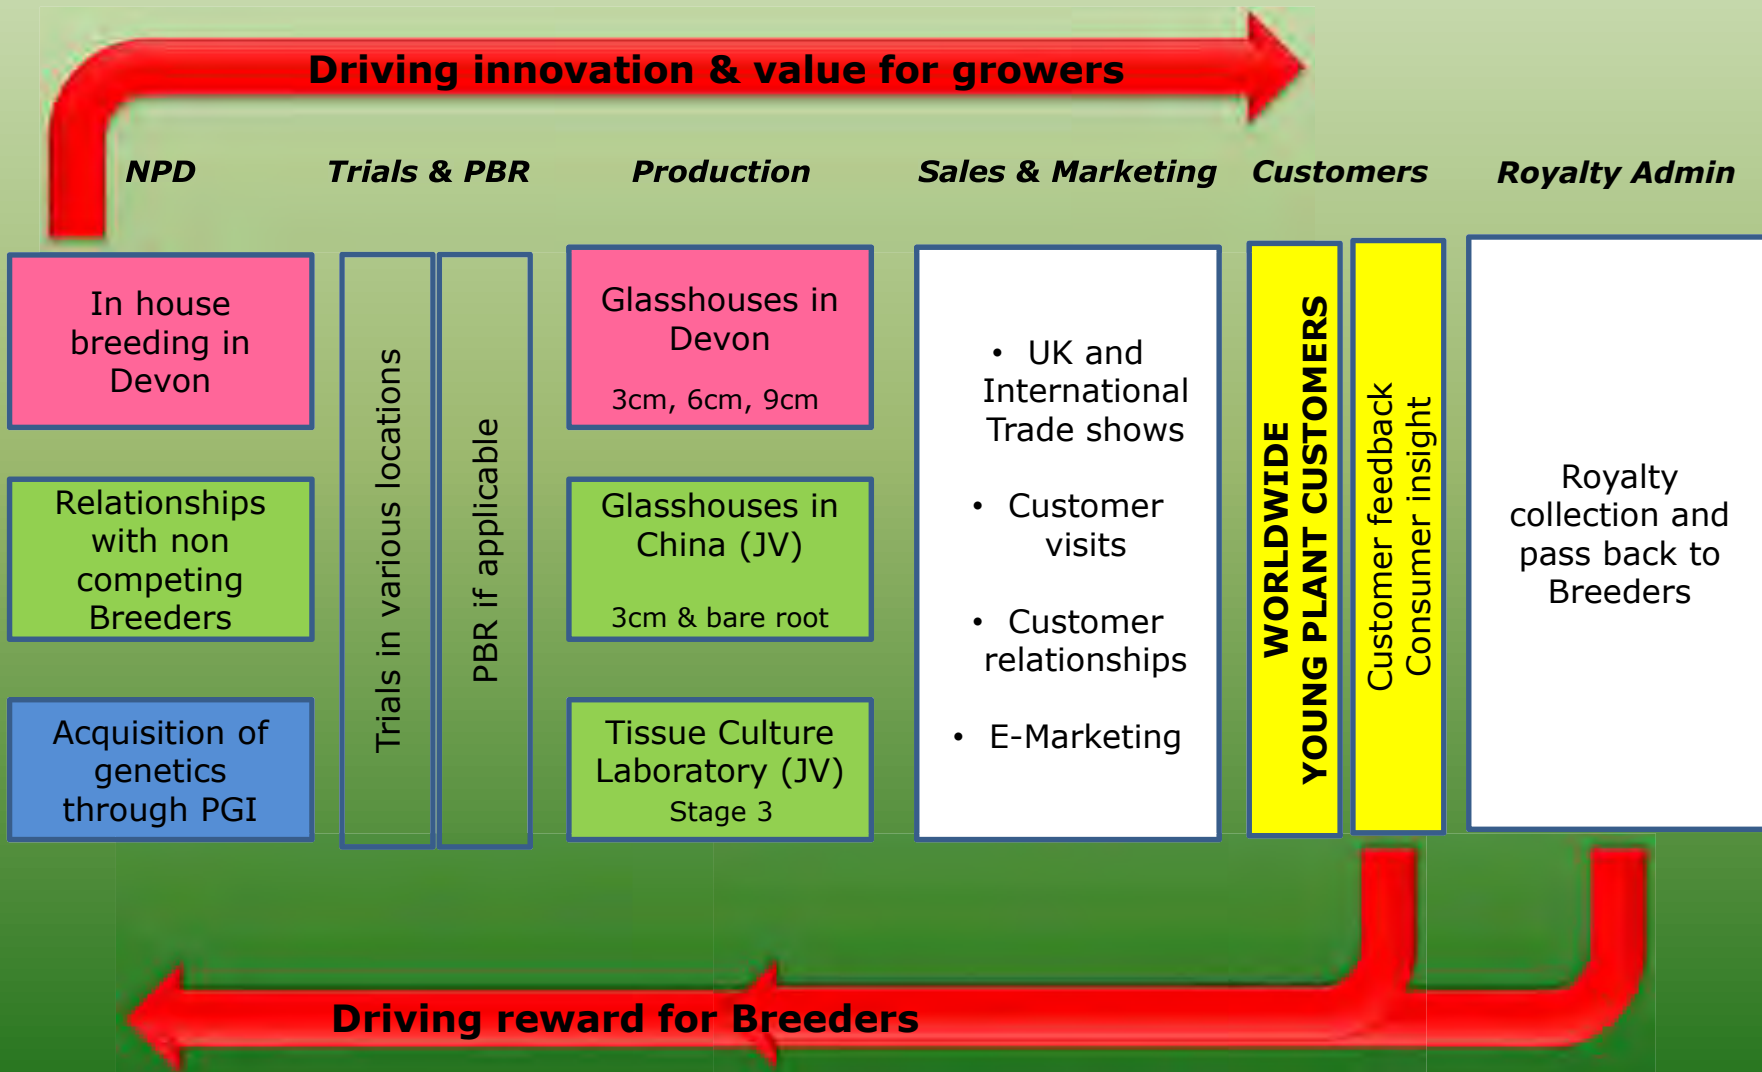 Driving innovation & value for growers
NPD
Trials & PBR
Production
Sales & Marketing
Customers
Royalty Admin
In house
breeding in
Devon
Relationships
with non
competing
Breeders
Acquisition of
genetics
through PGI
Trials in various locations
PBR if applicable
Glasshouses in
Devon
3cm, 6cm, 9cm
Glasshouses in
China (JV)
3cm & bare root
Tissue Culture
Laboratory (JV)
Stage 3
• UK and
International
Trade shows
• Customer
visits
• Customer
relationships
• E-Marketing
WORLDWIDE
YOUNG PLANT CUSTOMERS
Customer feedback
Consumer insight
Royalty
collection and
pass back to
Breeders
Driving reward for Breeders